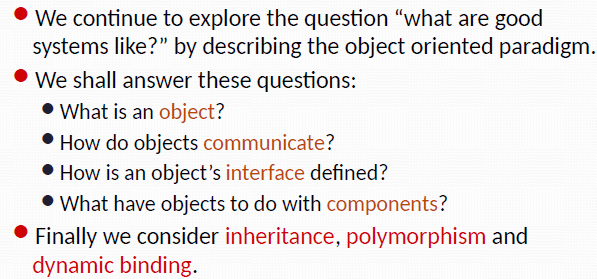 • We continue to explore the question “what are good
systems like?” by describing the object oriented paradigm.
• We shall answer these questions:
• What is an object?
• How do objects communicate?
• How is an object’s interface defined?
• What have objects to do with components?
• Finally we consider inheritance, polymorphism and
dynamic binding.